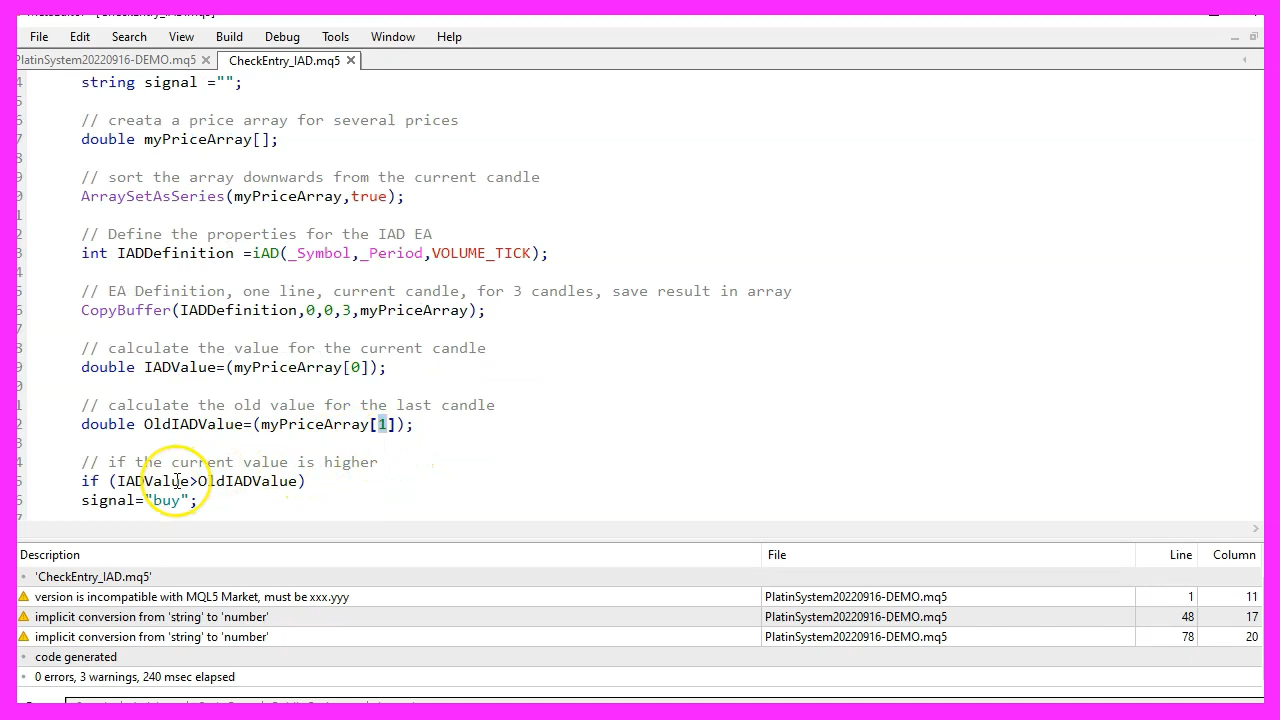 File Edit Search View Build Debug Tools Window Help
PlatinSystem20220916-DEMO.mq5 CheckEntry_IAD.mq5
string signal ="";
// creata a price array for several prices
double myPriceArray[];
// sort the array downwards from the current candle
ArraySetAsSeries(myPriceArray,true);
// Define the properties for the IAD EA
int IADDefinition =iAD(_Symbol,_Period,VOLUME_TICK);
// EA Definition, one line, current candle, for 3 candles, save result in array
CopyBuffer(IADDefinition,0,0,3,myPriceArray);
// calculate the value for the current candle
double IADValue=(myPriceArray[0]);
// calculate the old value for the last candle
double OldIADValue=(myPriceArray[1]);
// if the current value is higher
if (IADValue>OldIADValue)
signal="buy";
Description File Line Column
'CheckEntry_IAD.mq5'
version is incompatible with MQL5 Market, must be xxx.yyy PlatinSystem20220916-DEMO.mq5 1 11
implicit conversion from 'string' to 'number' PlatinSystem20220916-DEMO.mq5 48 17
implicit conversion from 'string' to 'number' PlatinSystem20220916-DEMO.mq5 78 20
code generated
0 errors, 3 warnings, 240 msec elapsed